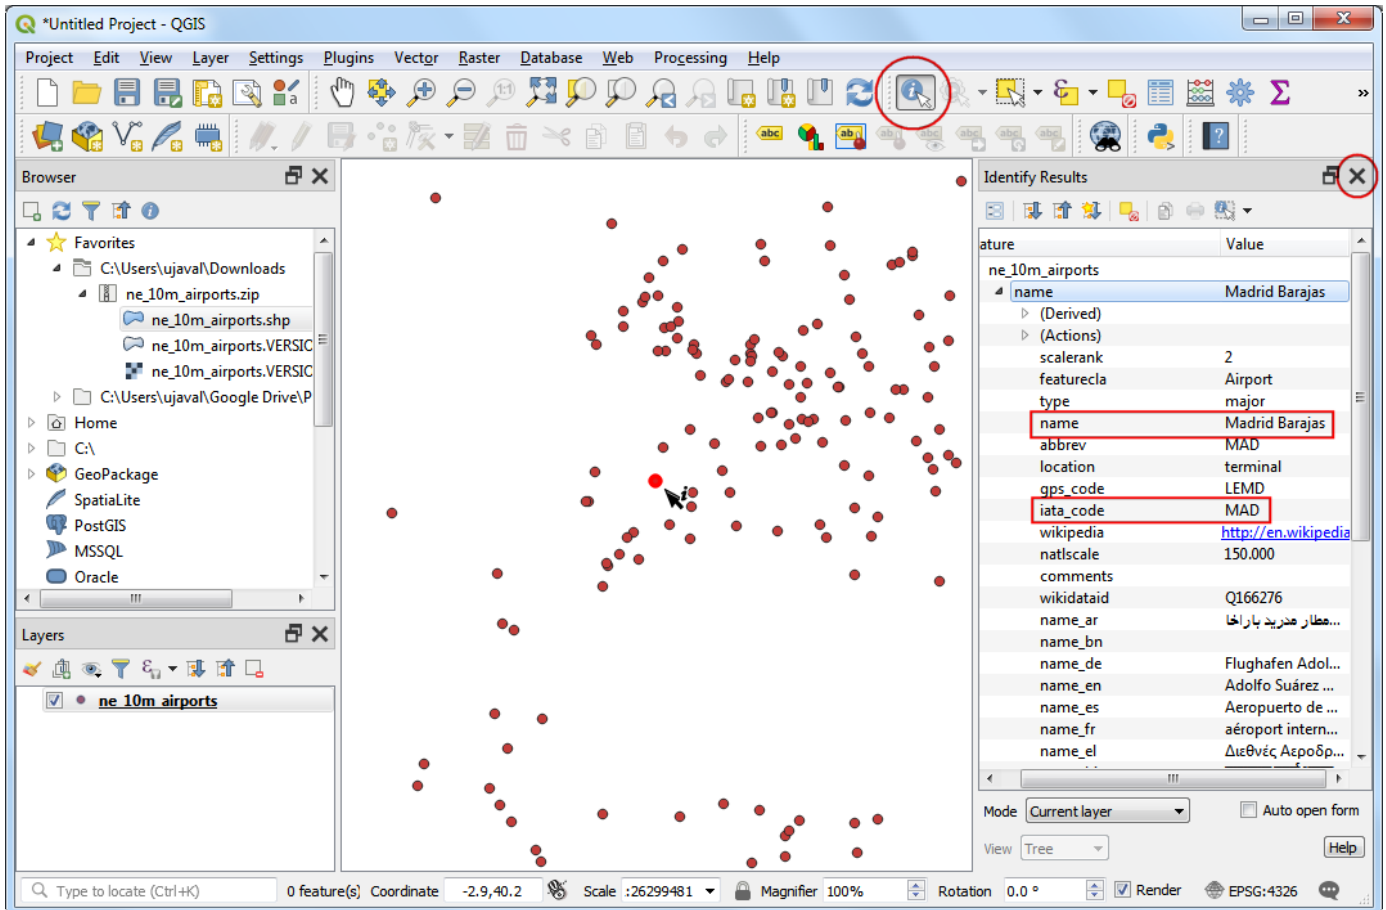 *Untitled Project - QGIS
Project Edit View Layer Settings Plugins Vector Raster Database Web Processing Help
1:1
»
abc abc
Browser
Favorites
C:\Users\ujaval\Downloads
ne_10m_airports.zip
ne_10m_airports.shp
ne_10m_airports.VERSIC
ne_10m_airports.VERSIC
C:\Users\ujaval\Google Drive\P
Home
C:\
GeoPackage
SpatiaLite
PostGIS
MSSQL
Oracle
Layers
ne_10m_airports
Identify Results
ature Value
ne_10m_airports
name Madrid Barajas
(Derived)
(Actions)
scalerank 2
featurecla Airport
type major
name Madrid Barajas
abbrev MAD
location terminal
gps_code LEMD
iata_code MAD
wikipedia http://en.wikipedia
natlscale 150.000
comments
wikidataid Q166276
name_ar مطار مدريد باراخا...
name_bn
name_de Flughafen Adol...
name_en Adolfo Suárez ...
name_es Aeropuerto de ...
name_fr aéroport intern...
name_el Διεθνές Αεροδρ...
Mode Current layer Auto open form
View Tree Help
Type to locate (Ctrl+K) 0 feature(s) Coordinate -2.9,40.2 Scale :26299481 Magnifier 100% Rotation 0.0 ° Render EPSG:4326